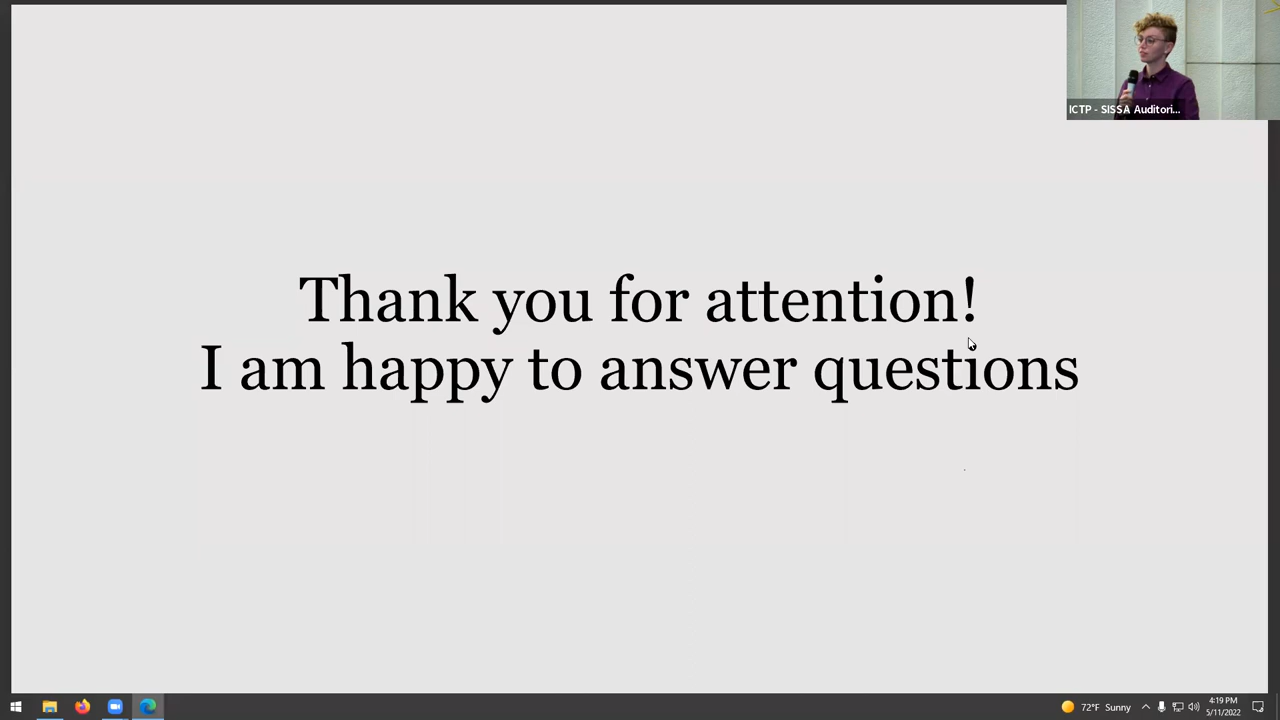 ICTP - SISSA Auditori...
Thank you for attention!
I am happy to answer questions
72°F Sunny
4:19 PM
5/11/2022